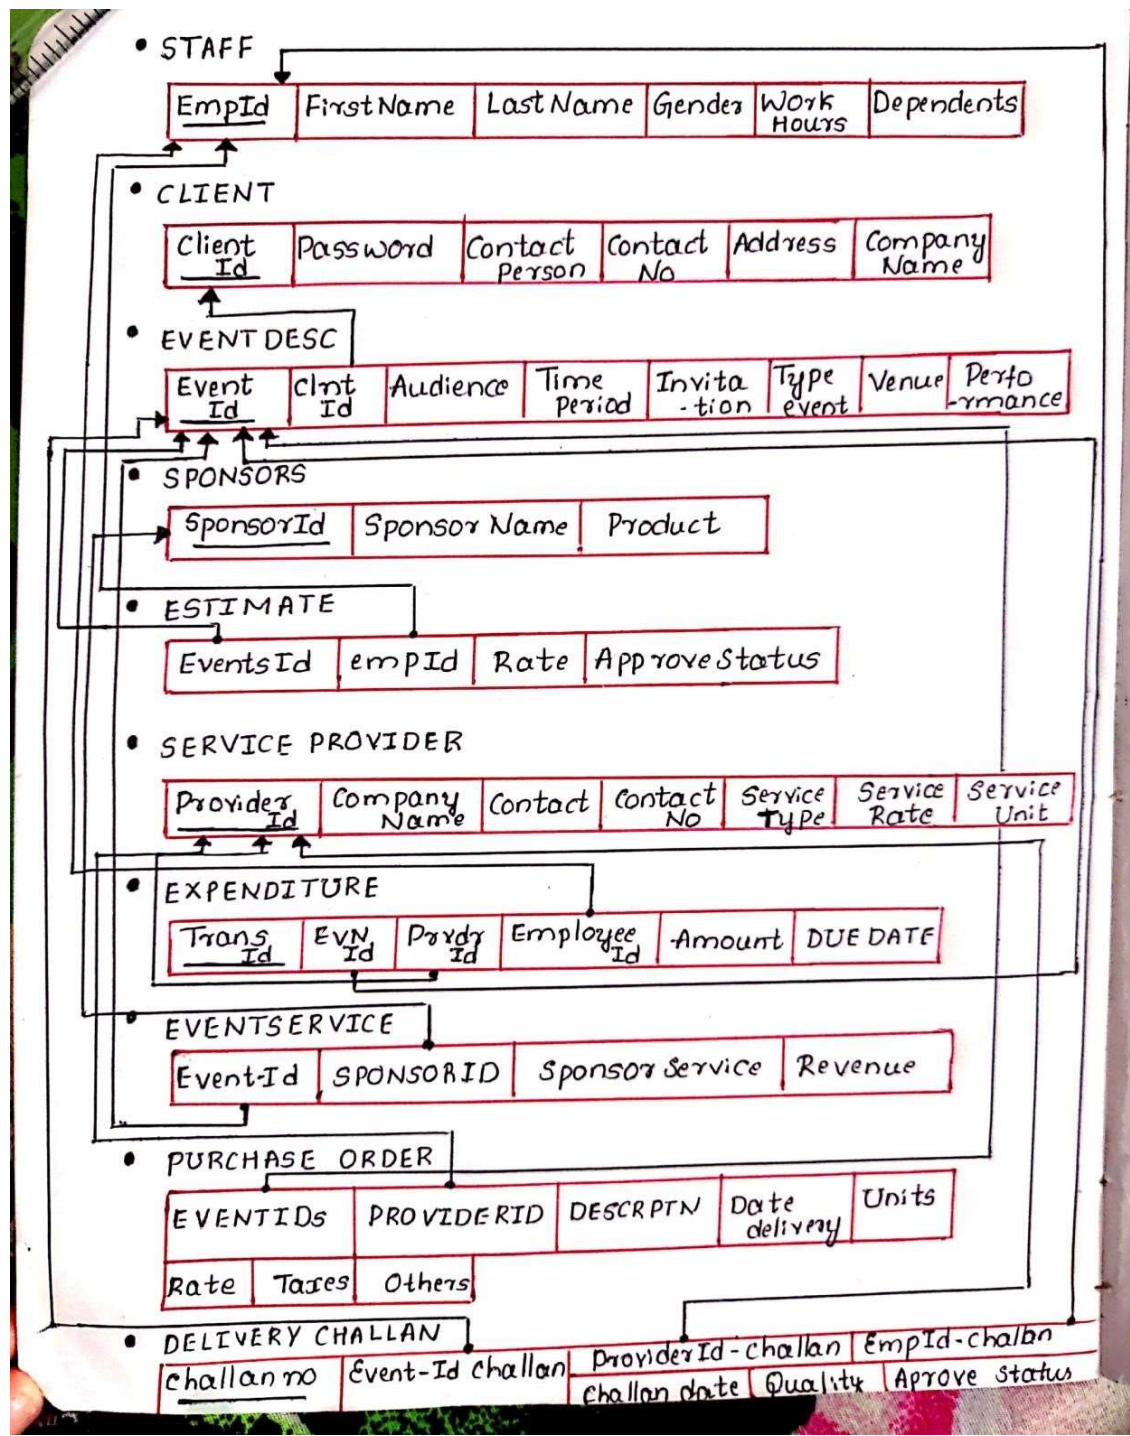 • STAFF
EmpId FirstName LastName Gender Work Dependents
Hours
• CLIENT
Client Password Contact Contact Address Company
Id Person No Name
• EVENT DESC
Event Clnt Audience Time Invita Type Venue Perfo
Id Id Period -tion event -rmance
• SPONSORS
SponsorId Sponsor Name Product
• ESTIMATE
EventsId empId Rate ApproveStatus
• SERVICE PROVIDER
Provider Company Contact Contact Service Service Service
Id Name No Type Rate Unit
• EXPENDITURE
Trans EVN Prvdr Employee Amount DUE DATE
Id Id Id Id
• EVENTSERVICE
Event-Id SPONSORID Sponsor Service Revenue
• PURCHASE ORDER
EVENTIDs PROVIDERID DESCRPTN Date Units
delivery
Rate Taxes Others
• DELIVERY CHALLAN
challan no Event-Id challan ProviderId-challan EmpId-challan
challan date Quality Aprove Status